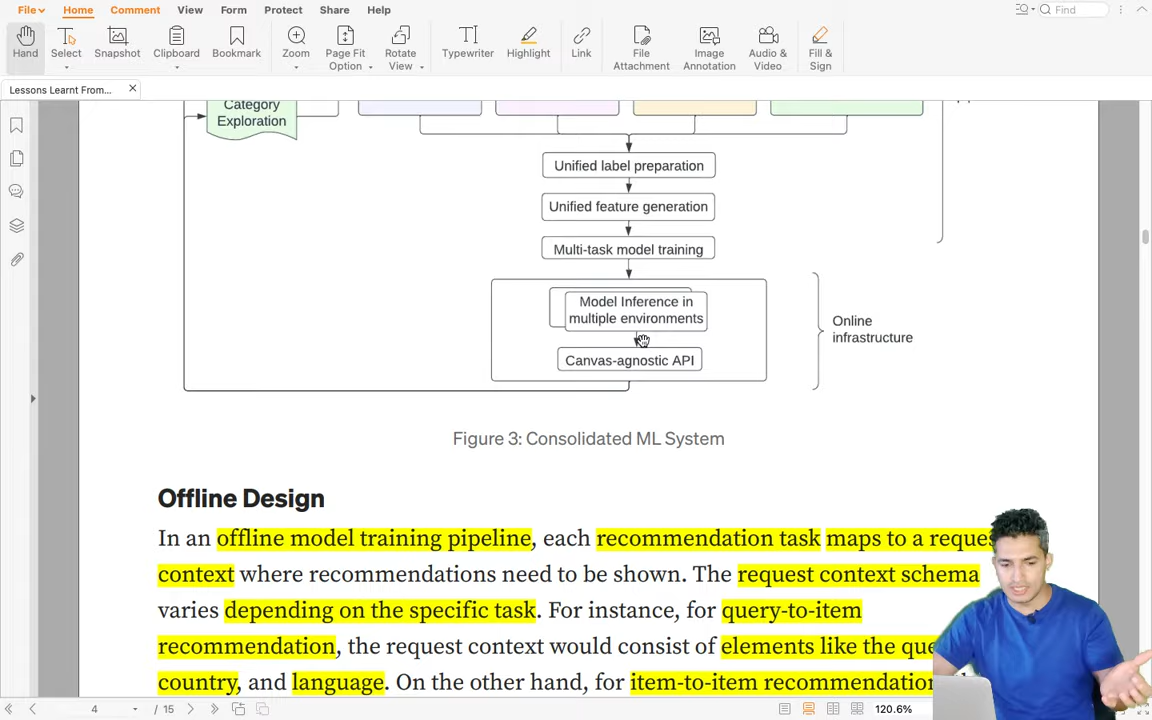 File Home Comment View Form Protect Share Help Find
Hand Select Snapshot Clipboard Bookmark Zoom Page Fit Option Rotate View Typewriter Highlight Link File Attachment Image Annotation Audio & Video Fill & Sign
Lessons Learnt From...
Category
Exploration
Unified label preparation
Unified feature generation
Multi-task model training
Model Inference in
multiple environments
Canvas-agnostic API
Online
infrastructure
Figure 3: Consolidated ML System
Offline Design
In an offline model training pipeline, each recommendation task maps to a reques
context where recommendations need to be shown. The request context schema
varies depending on the specific task. For instance, for query-to-item
recommendation, the request context would consist of elements like the que
country, and language. On the other hand, for item-to-item recommendation
4 / 15 120.6%